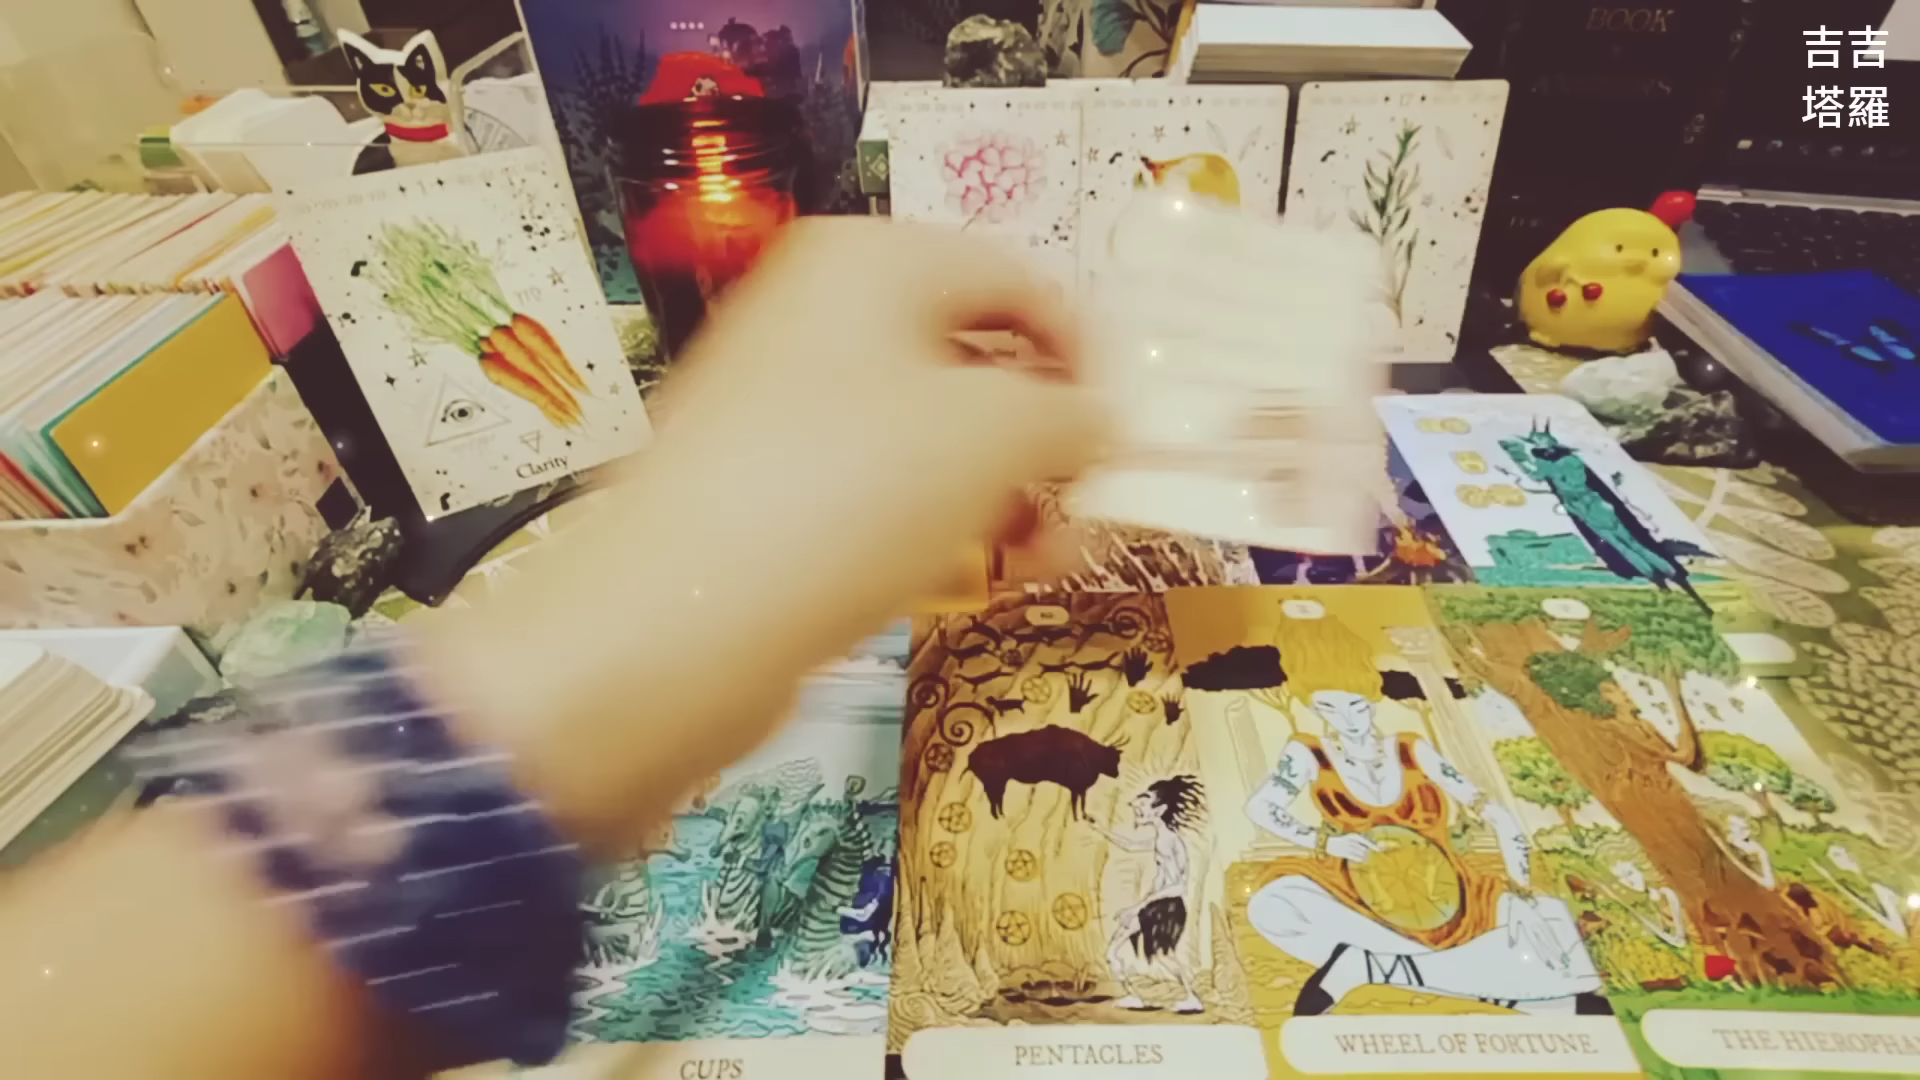 吉吉
塔羅
BOOK
Clarity
CUPS
PENTACLES
WHEEL OF FORTUNE
THE HIEROPHA